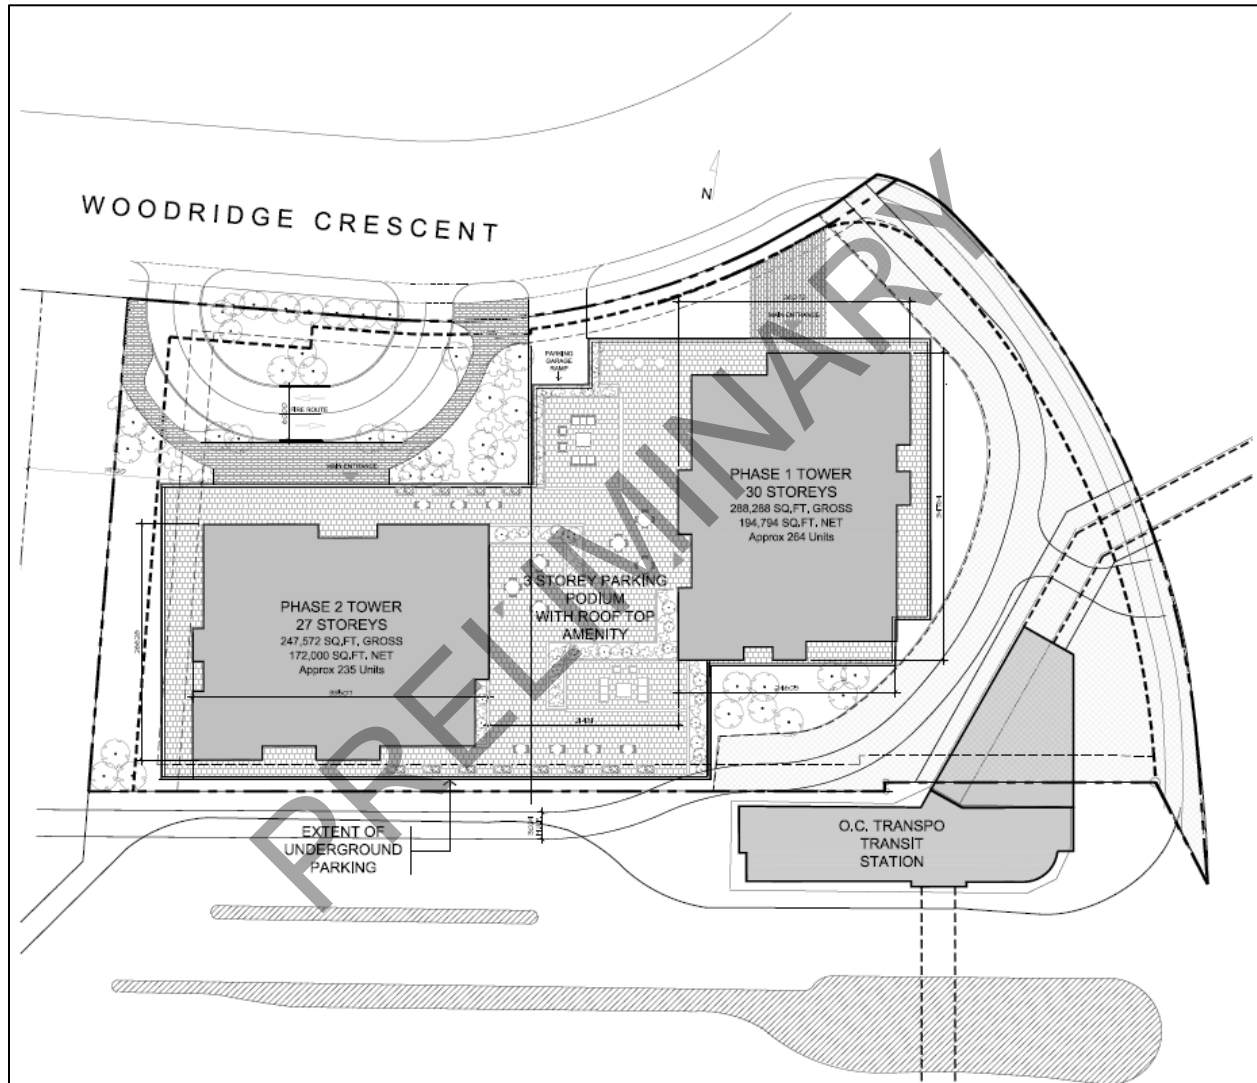 WOODRIDGE CRESCENT
N
PARKING
GARAGE
RAMP
MAIN ENTRANCE
FIRE ROUTE
MAIN ENTRANCE
PHASE 1 TOWER
30 STOREYS
288,288 SQ.FT. GROSS
194,794 SQ.FT. NET
Approx 264 Units
3 STOREY PARKING
PODIUM
WITH ROOF TOP
AMENITY
PHASE 2 TOWER
27 STOREYS
247,572 SQ.FT. GROSS
172,000 SQ.FT. NET
Approx 235 Units
EXTENT OF
UNDERGROUND
PARKING
O.C. TRANSPO
TRANSIT
STATION
PRELIMINARY